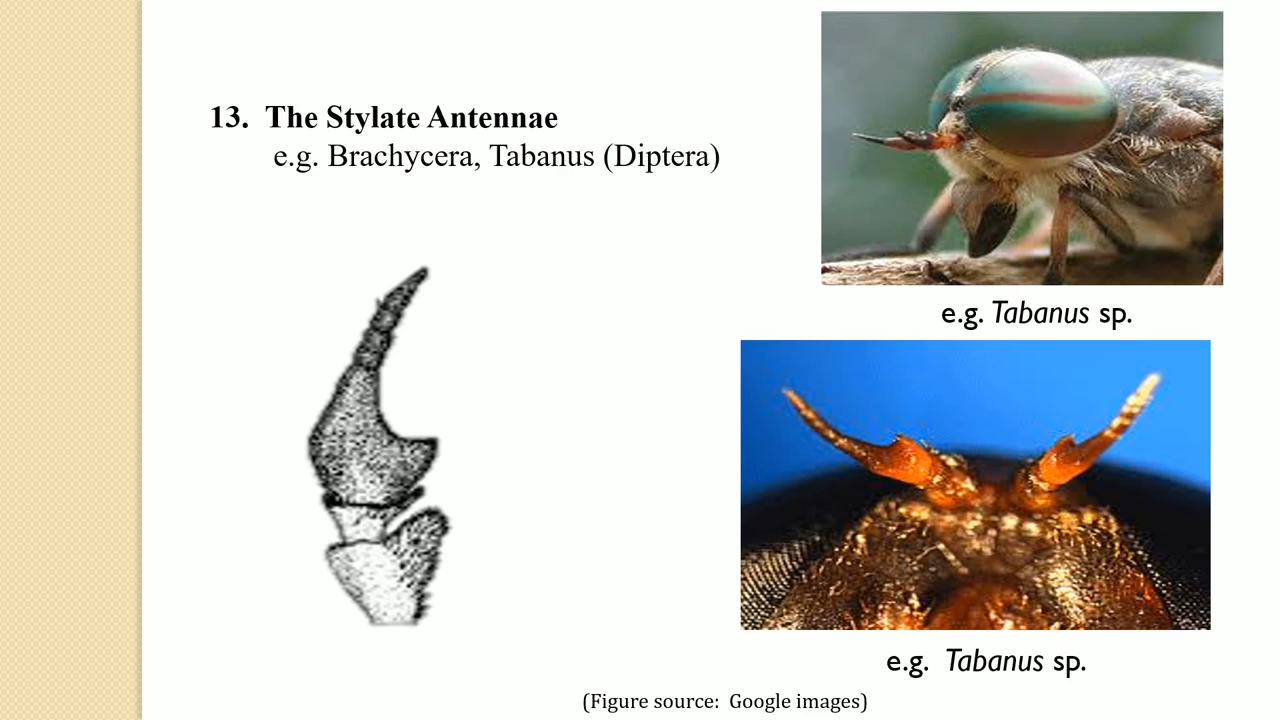 13.  The Stylate Antennae
e.g. Brachycera, Tabanus (Diptera)
e.g. Tabanus sp.
e.g.  Tabanus sp.
(Figure source:  Google images)